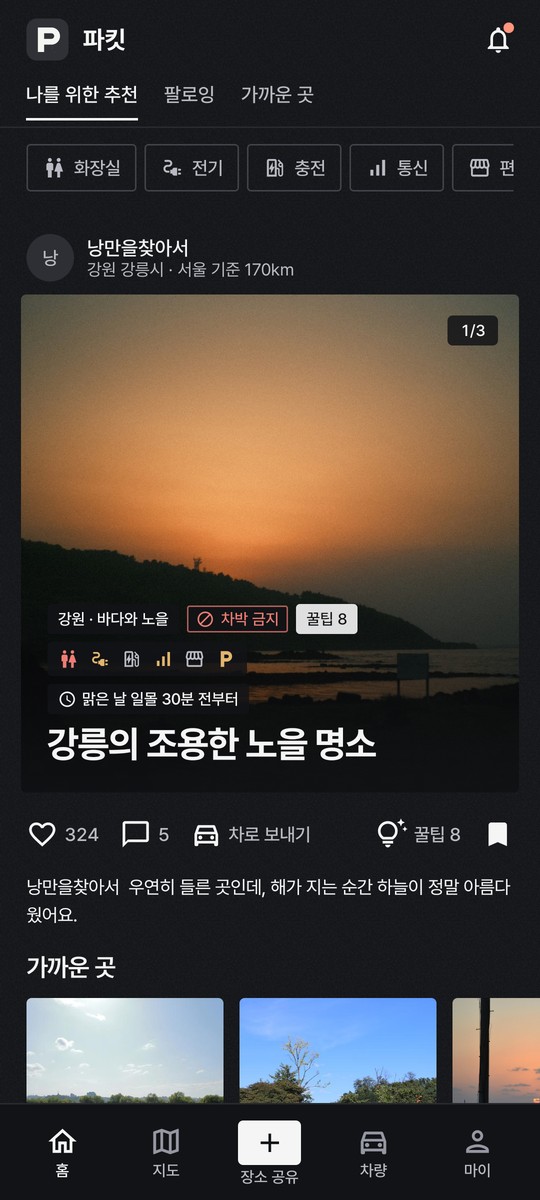 P 파킷
나를 위한 추천 팔로잉 가까운 곳
화장실 전기 충전 통신 편
낭 낭만을찾아서
강원 강릉시 · 서울 기준 170km
1/3
강원 · 바다와 노을 차박 금지 꿀팁 8
P
맑은 날 일몰 30분 전부터
강릉의 조용한 노을 명소
324 5 차로 보내기 꿀팁 8
낭만을찾아서 우연히 들른 곳인데, 해가 지는 순간 하늘이 정말 아름다
웠어요.
가까운 곳
홈 지도 장소 공유 차량 마이